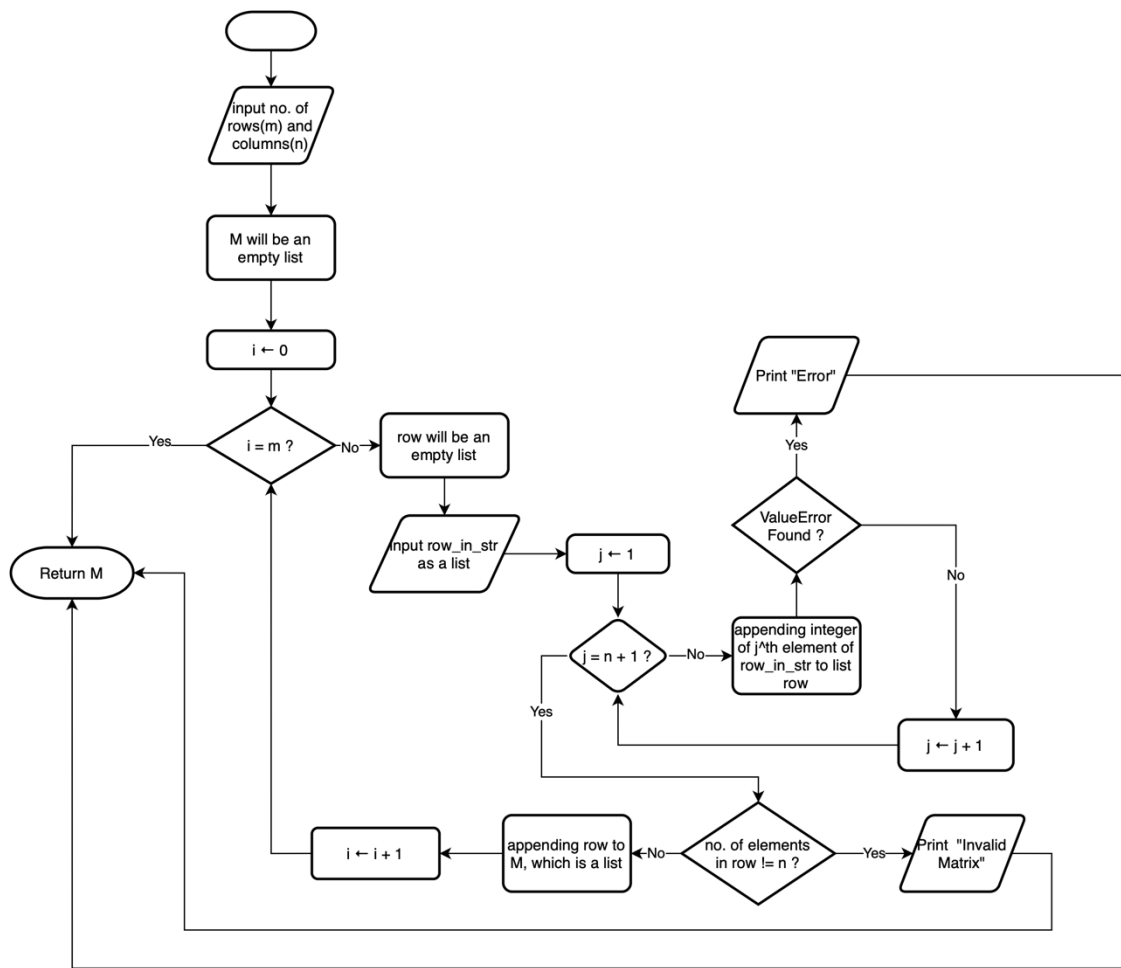 input no. of
rows(m) and
columns(n)
M will be an
empty list
i ← 0
i = m ?
Yes
No
row will be an
empty list
Input row_in_str
as a list
j ← 1
j = n + 1 ?
No
appending integer
of j^th element of
row_in_str to list
row
ValueError
Found ?
Yes
Print "Error"
No
j ← j + 1
Yes
no. of elements
in row != n ?
Yes
Print "Invalid
Matrix"
No
appending row to
M, which is a list
i ← i + 1
Return M